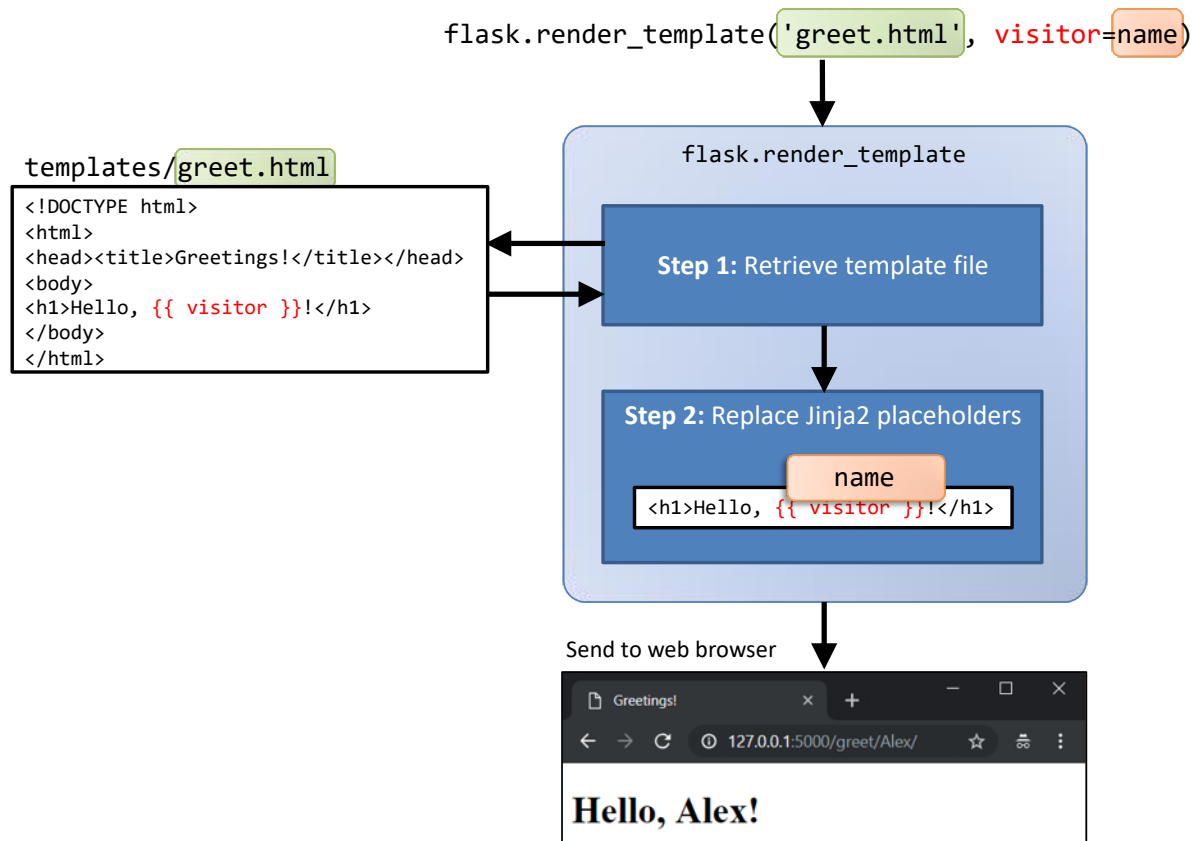 flask.render_template('greet.html', visitor=name)
templates/greet.html
<!DOCTYPE html>
<html>
<head><title>Greetings!</title></head>
<body>
<h1>Hello, {{ visitor }}!</h1>
</body>
</html>
flask.render_template
Step 1: Retrieve template file
Step 2: Replace Jinja2 placeholders
name
<h1>Hello, {{ visitor }}!</h1>
Send to web browser
Greetings!
127.0.0.1:5000/greet/Alex/
Hello, Alex!